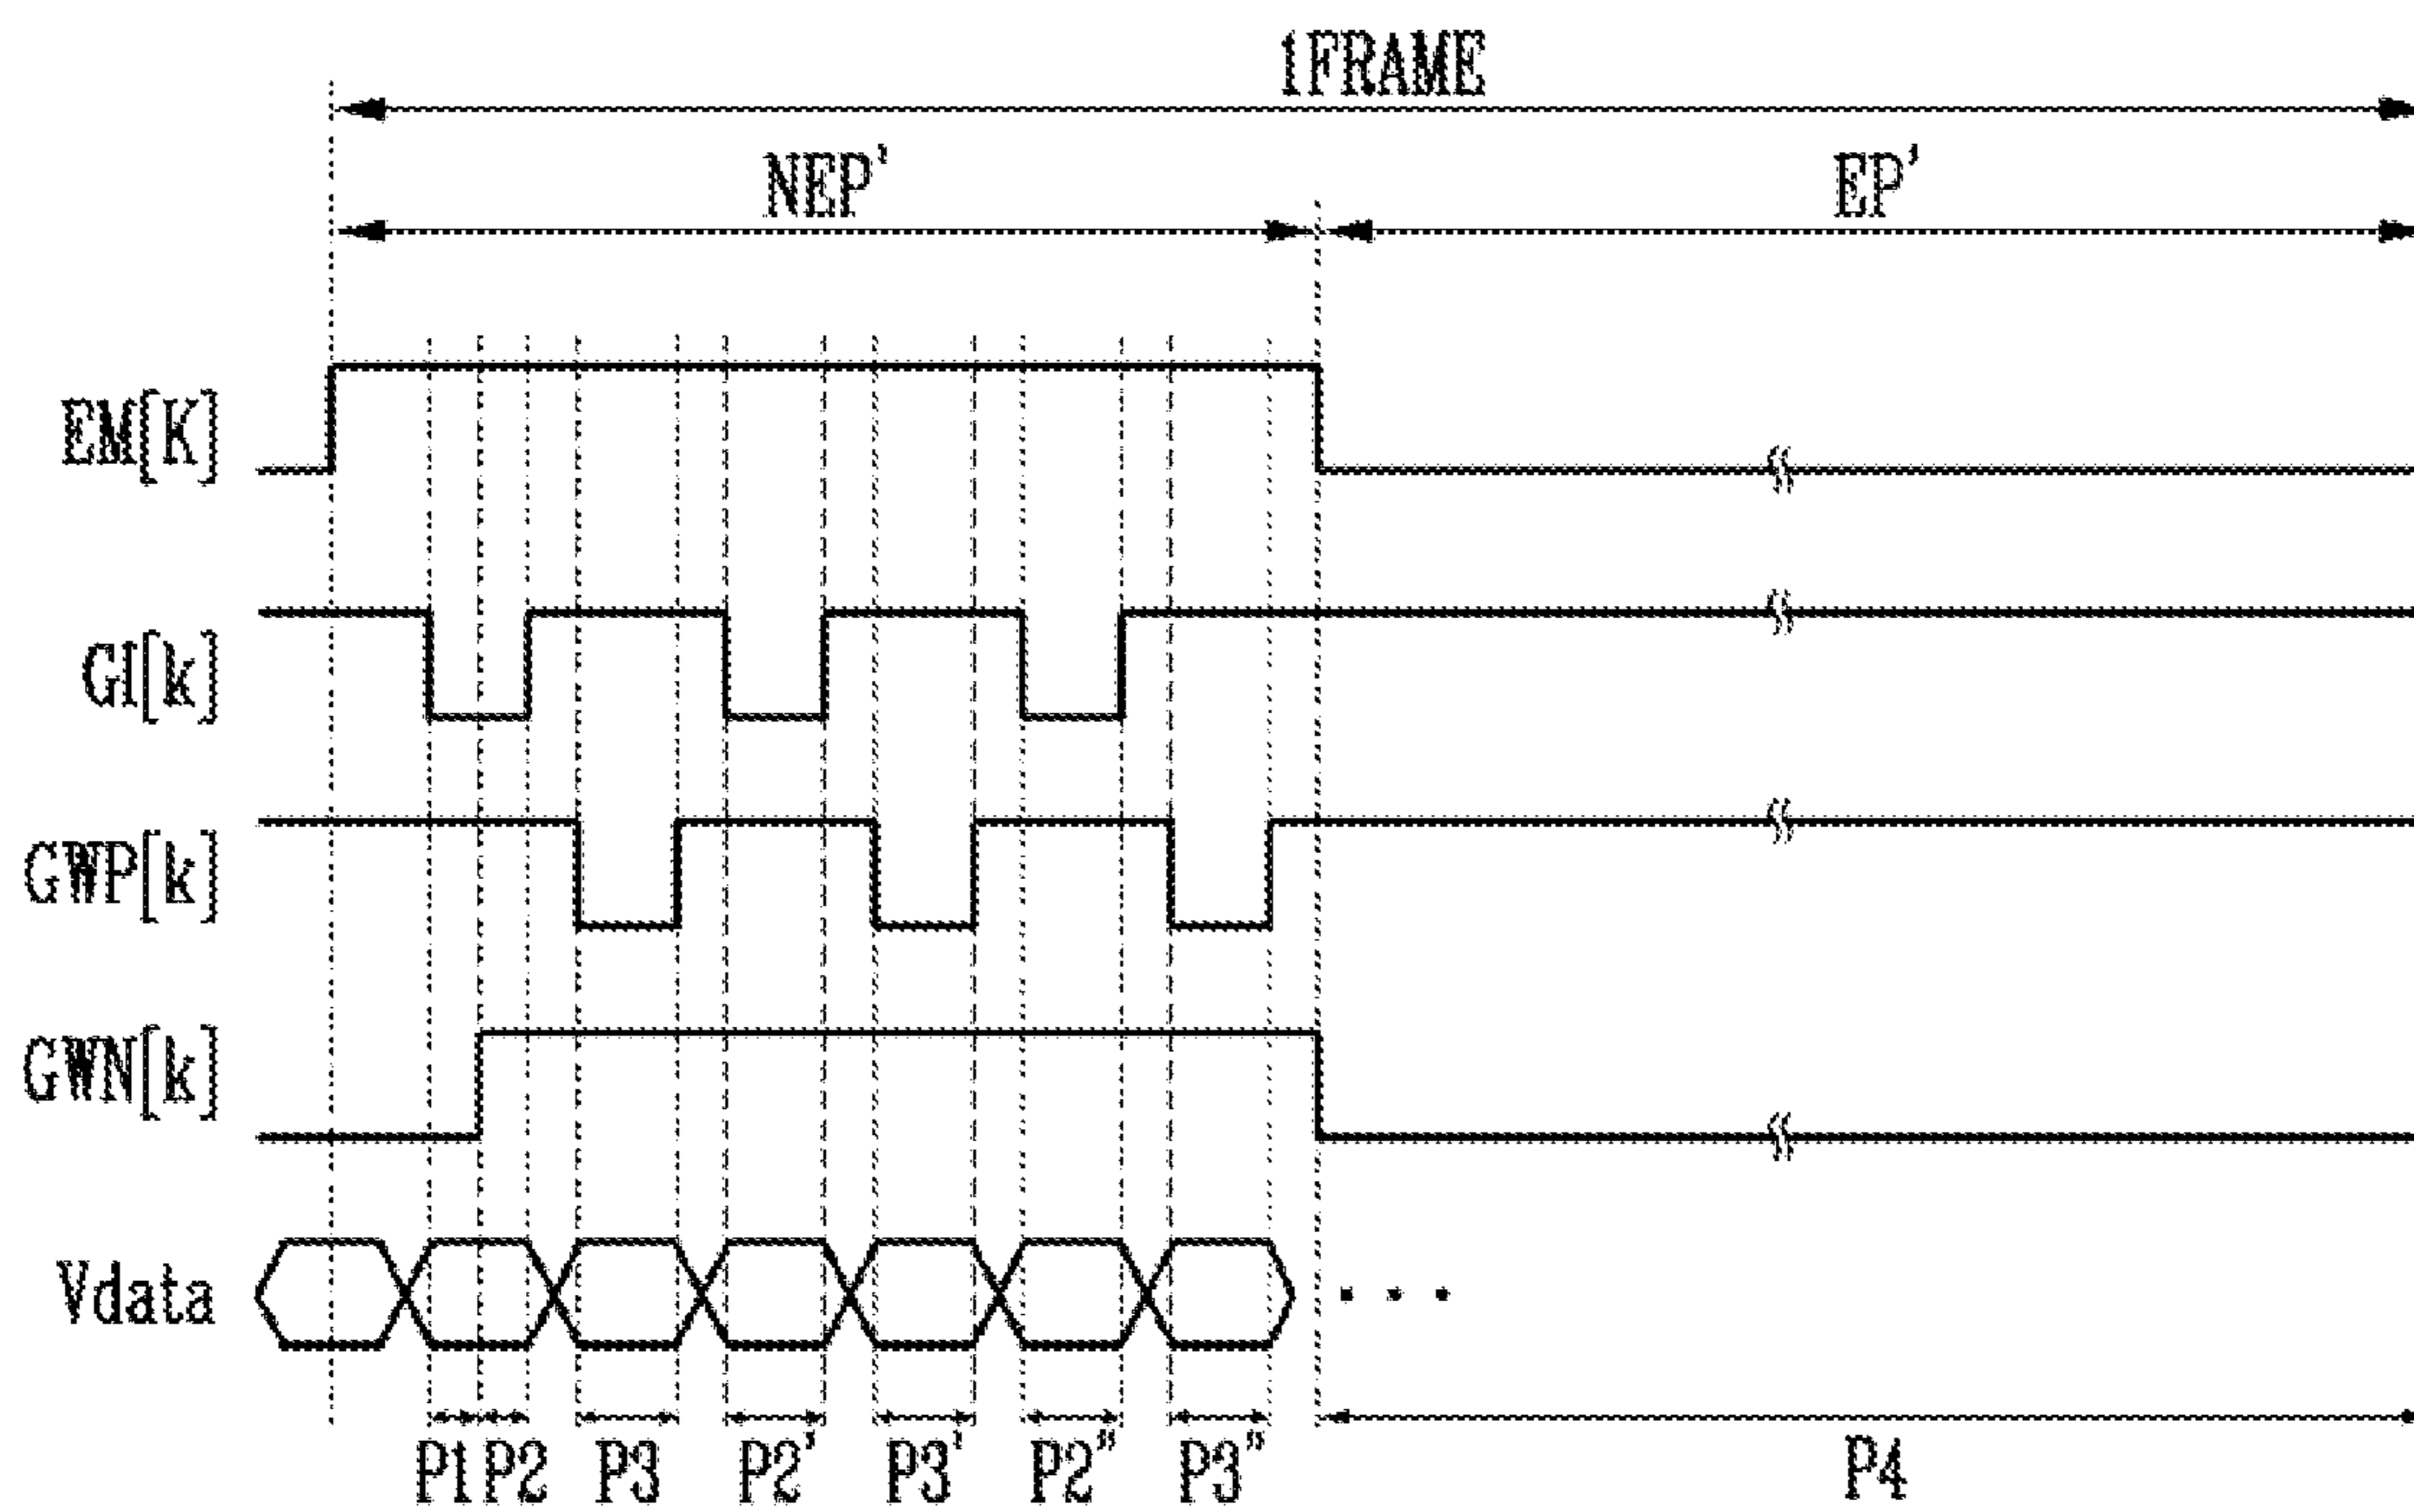 1FRAME
NEP' EP'
EM[K]
GI[k]
GWP[k]
GWN[k]
Vdata . . .
P1 P2 P3 P2' P3' P2" P3" P4